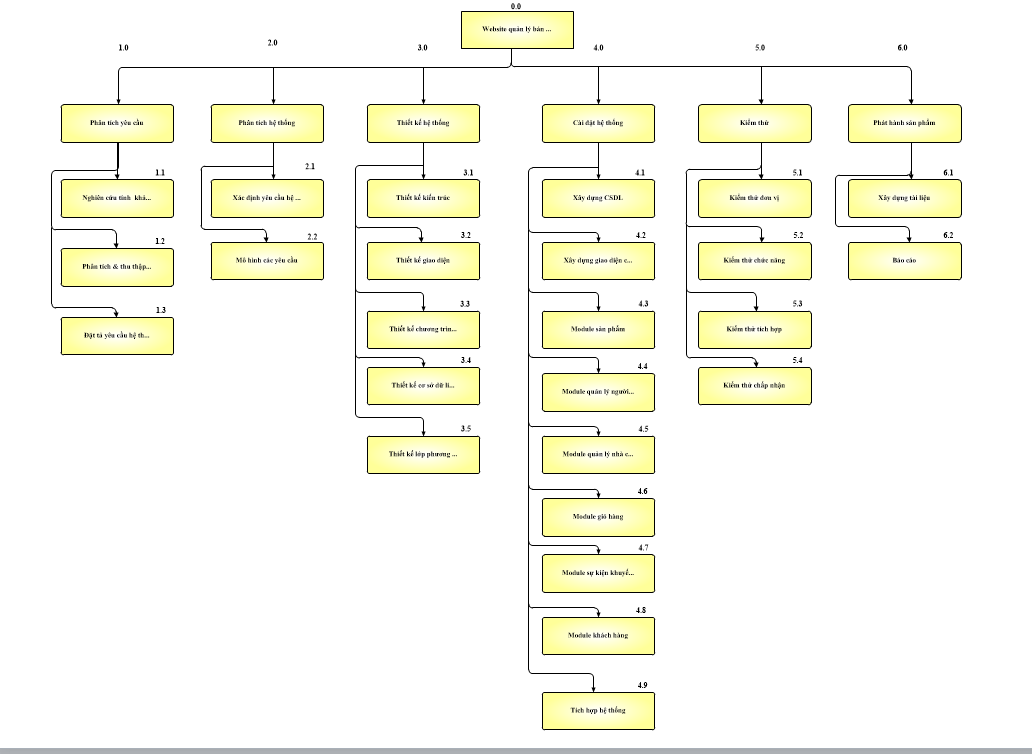 0.0
Website quản lý bán ...
1.0
2.0
3.0
4.0
5.0
6.0
Phân tích yêu cầu
Phân tích hệ thống
Thiết kế hệ thống
Cài đặt hệ thống
Kiểm thử
Phát hành sản phẩm
1.1
Nghiên cứu tính khả...
1.2
Phân tích & thu thập...
1.3
Đặt tả yêu cầu hệ th...
2.1
Xác định yêu cầu hệ ...
2.2
Mô hình các yêu cầu
3.1
Thiết kế kiến trúc
3.2
Thiết kế giao diện
3.3
Thiết kế chương trìn...
3.4
Thiết kế cơ sở dữ li...
3.5
Thiết kế lớp phương ...
4.1
Xây dựng CSDL
4.2
Xây dựng giao diện c...
4.3
Module sản phẩm
4.4
Module quản lý người...
4.5
Module quản lý nhà c...
4.6
Module giỏ hàng
4.7
Module sự kiện khuyế...
4.8
Module khách hàng
4.9
Tích hợp hệ thống
5.1
Kiểm thử đơn vị
5.2
Kiểm thử chức năng
5.3
Kiểm thử tích hợp
5.4
Kiểm thử chấp nhận
6.1
Xây dựng tài liệu
6.2
Báo cáo